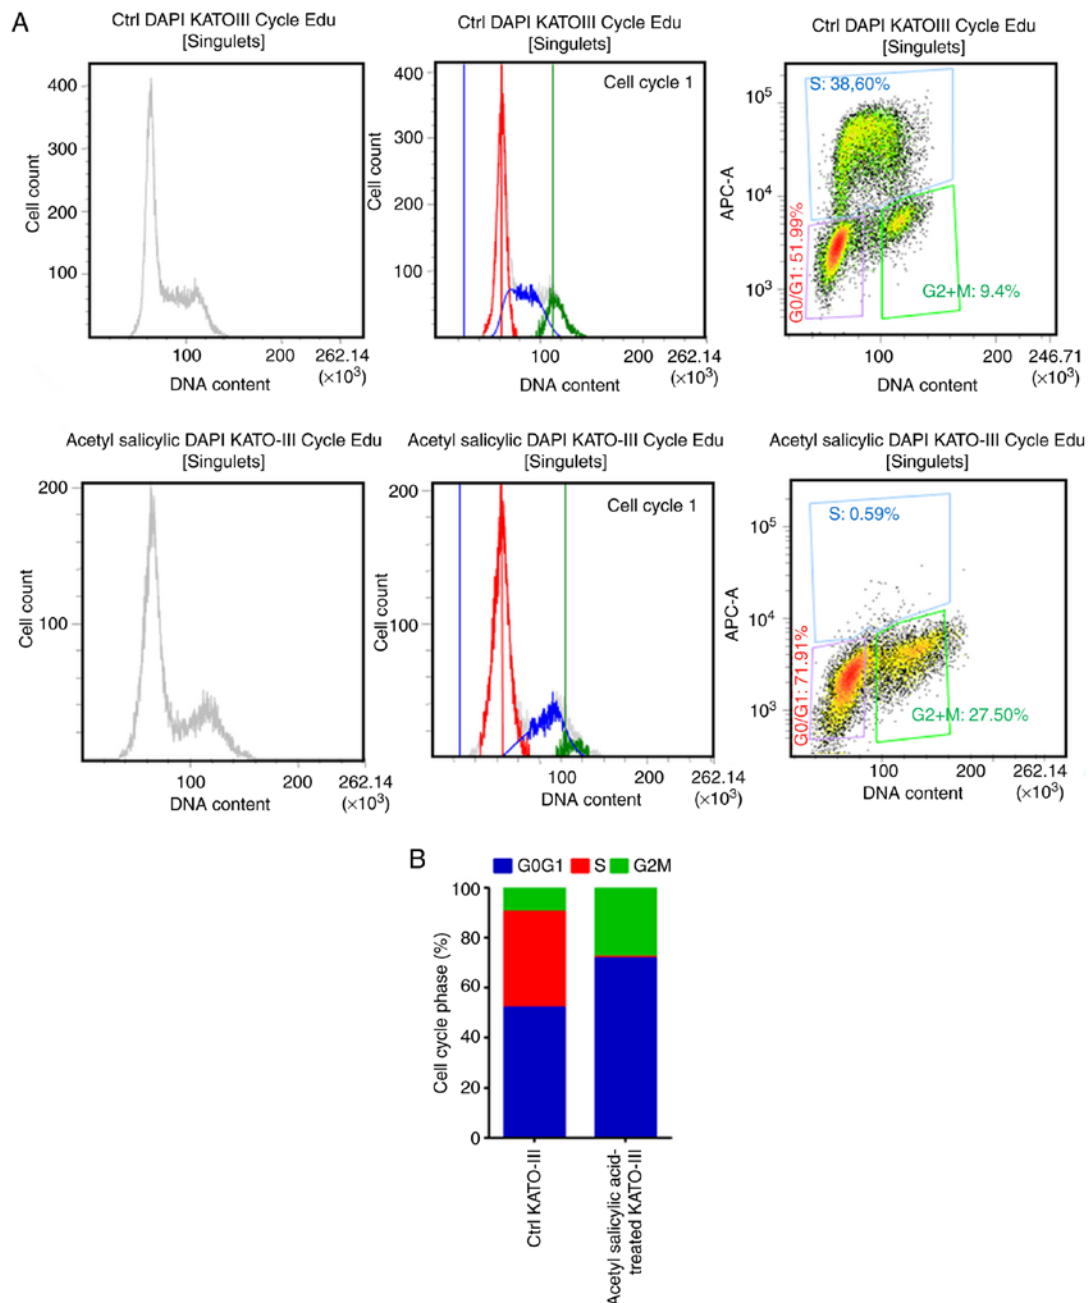 A
Ctrl DAPI KATOIII Cycle Edu
[Singulets]
400
300
200
100
Cell count
100
200
262.14
(×10³)
DNA content
Ctrl DAPI KATOIII Cycle Edu
[Singulets]
Cell cycle 1
400
300
200
100
Cell count
100
200
262.14
(×10³)
DNA content
Ctrl DAPI KATOIII Cycle Edu
[Singulets]
S: 38,60%
10⁵
10⁴
10³
APC-A
G0/G1: 51.99%
G2+M: 9.4%
100
200
246.71
(×10³)
DNA content
Acetyl salicylic DAPI KATO-III Cycle Edu
[Singulets]
200
100
Cell count
100
200
262.14
(×10³)
DNA content
Acetyl salicylic DAPI KATO-III Cycle Edu
[Singulets]
Cell cycle 1
200
100
Cell count
100
200
262.14
(×10³)
DNA content
Acetyl salicylic DAPI KATO-III Cycle Edu
[Singulets]
S: 0.59%
10⁵
10⁴
10³
APC-A
G0/G1: 71.91%
G2+M: 27.50%
100
200
262.14
(×10³)
DNA content
B
G0G1 S G2M
100
80
60
40
20
0
Cell cycle phase (%)
Ctrl KATO-III
Acetyl salicylic acid-
treated KATO-III